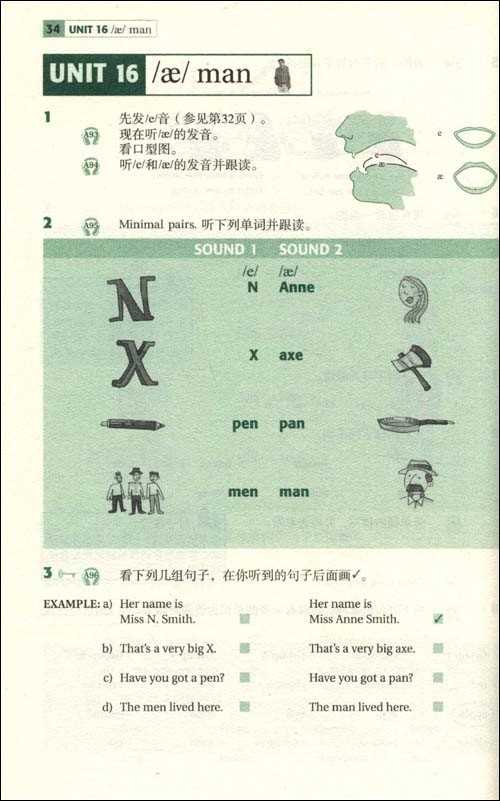 34 UNIT 16 /æ/ man
UNIT 16 /æ/ man
1 先发/e/音（参见第32页）。
A93 现在听/æ/的发音。
看口型图。
A94 听/e/和/æ/的发音并跟读。
e
æ
e
æ
2 A95 Minimal pairs. 听下列单词并跟读。
SOUND 1 SOUND 2
/e/ /æ/
N Anne
X axe
pen pan
men man
3 A96 看下列几组句子，在你听到的句子后面画✓。
EXAMPLE: a) Her name is Miss N. Smith. Her name is Miss Anne Smith. ✓
b) That's a very big X. That's a very big axe.
c) Have you got a pen? Have you got a pan?
d) The men lived here. The man lived here.